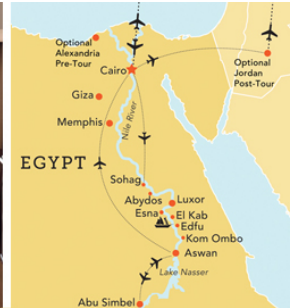 Optional
Alexandria
Pre-Tour
Cairo
Optional
Jordan
Post-Tour
Giza
Memphis
Nile River
EGYPT
Sohag
Abydos
Luxor
Esna
El Kab
Edfu
Kom Ombo
Aswan
Lake Nasser
Abu Simbel